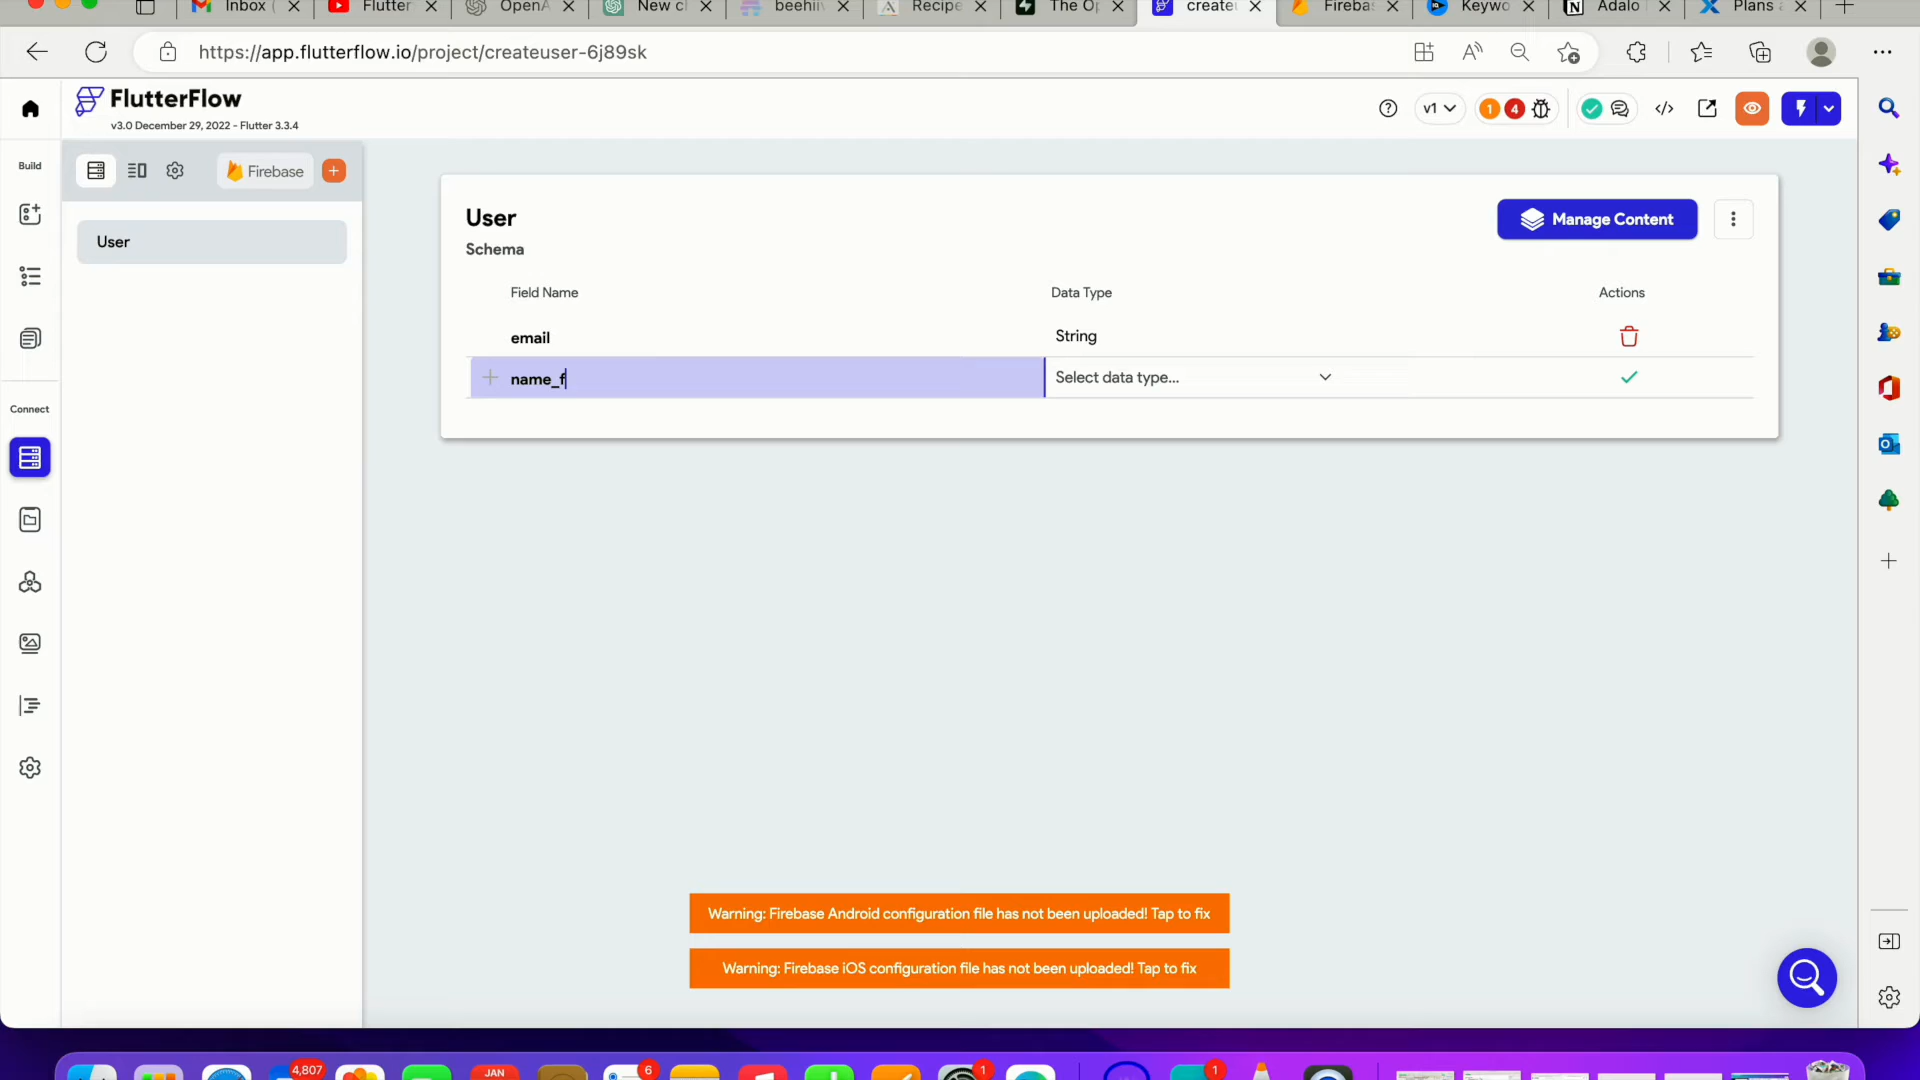 Inbox (
Flutter
OpenA
New c
beehiiv
Recipe
The Op
create
Firebas
Keywo
Adalo
Plans a
https://app.flutterflow.io/project/createuser-6j89sk
FlutterFlow
v3.0 December 29, 2022 - Flutter 3.3.4
v1
1
4
Build
Firebase
User
User
Schema
Manage Content
Field Name
Data Type
Actions
email
String
name_f
Select data type...
Connect
Warning: Firebase Android configuration file has not been uploaded! Tap to fix
Warning: Firebase iOS configuration file has not been uploaded! Tap to fix
4,807
JAN
6
1
1